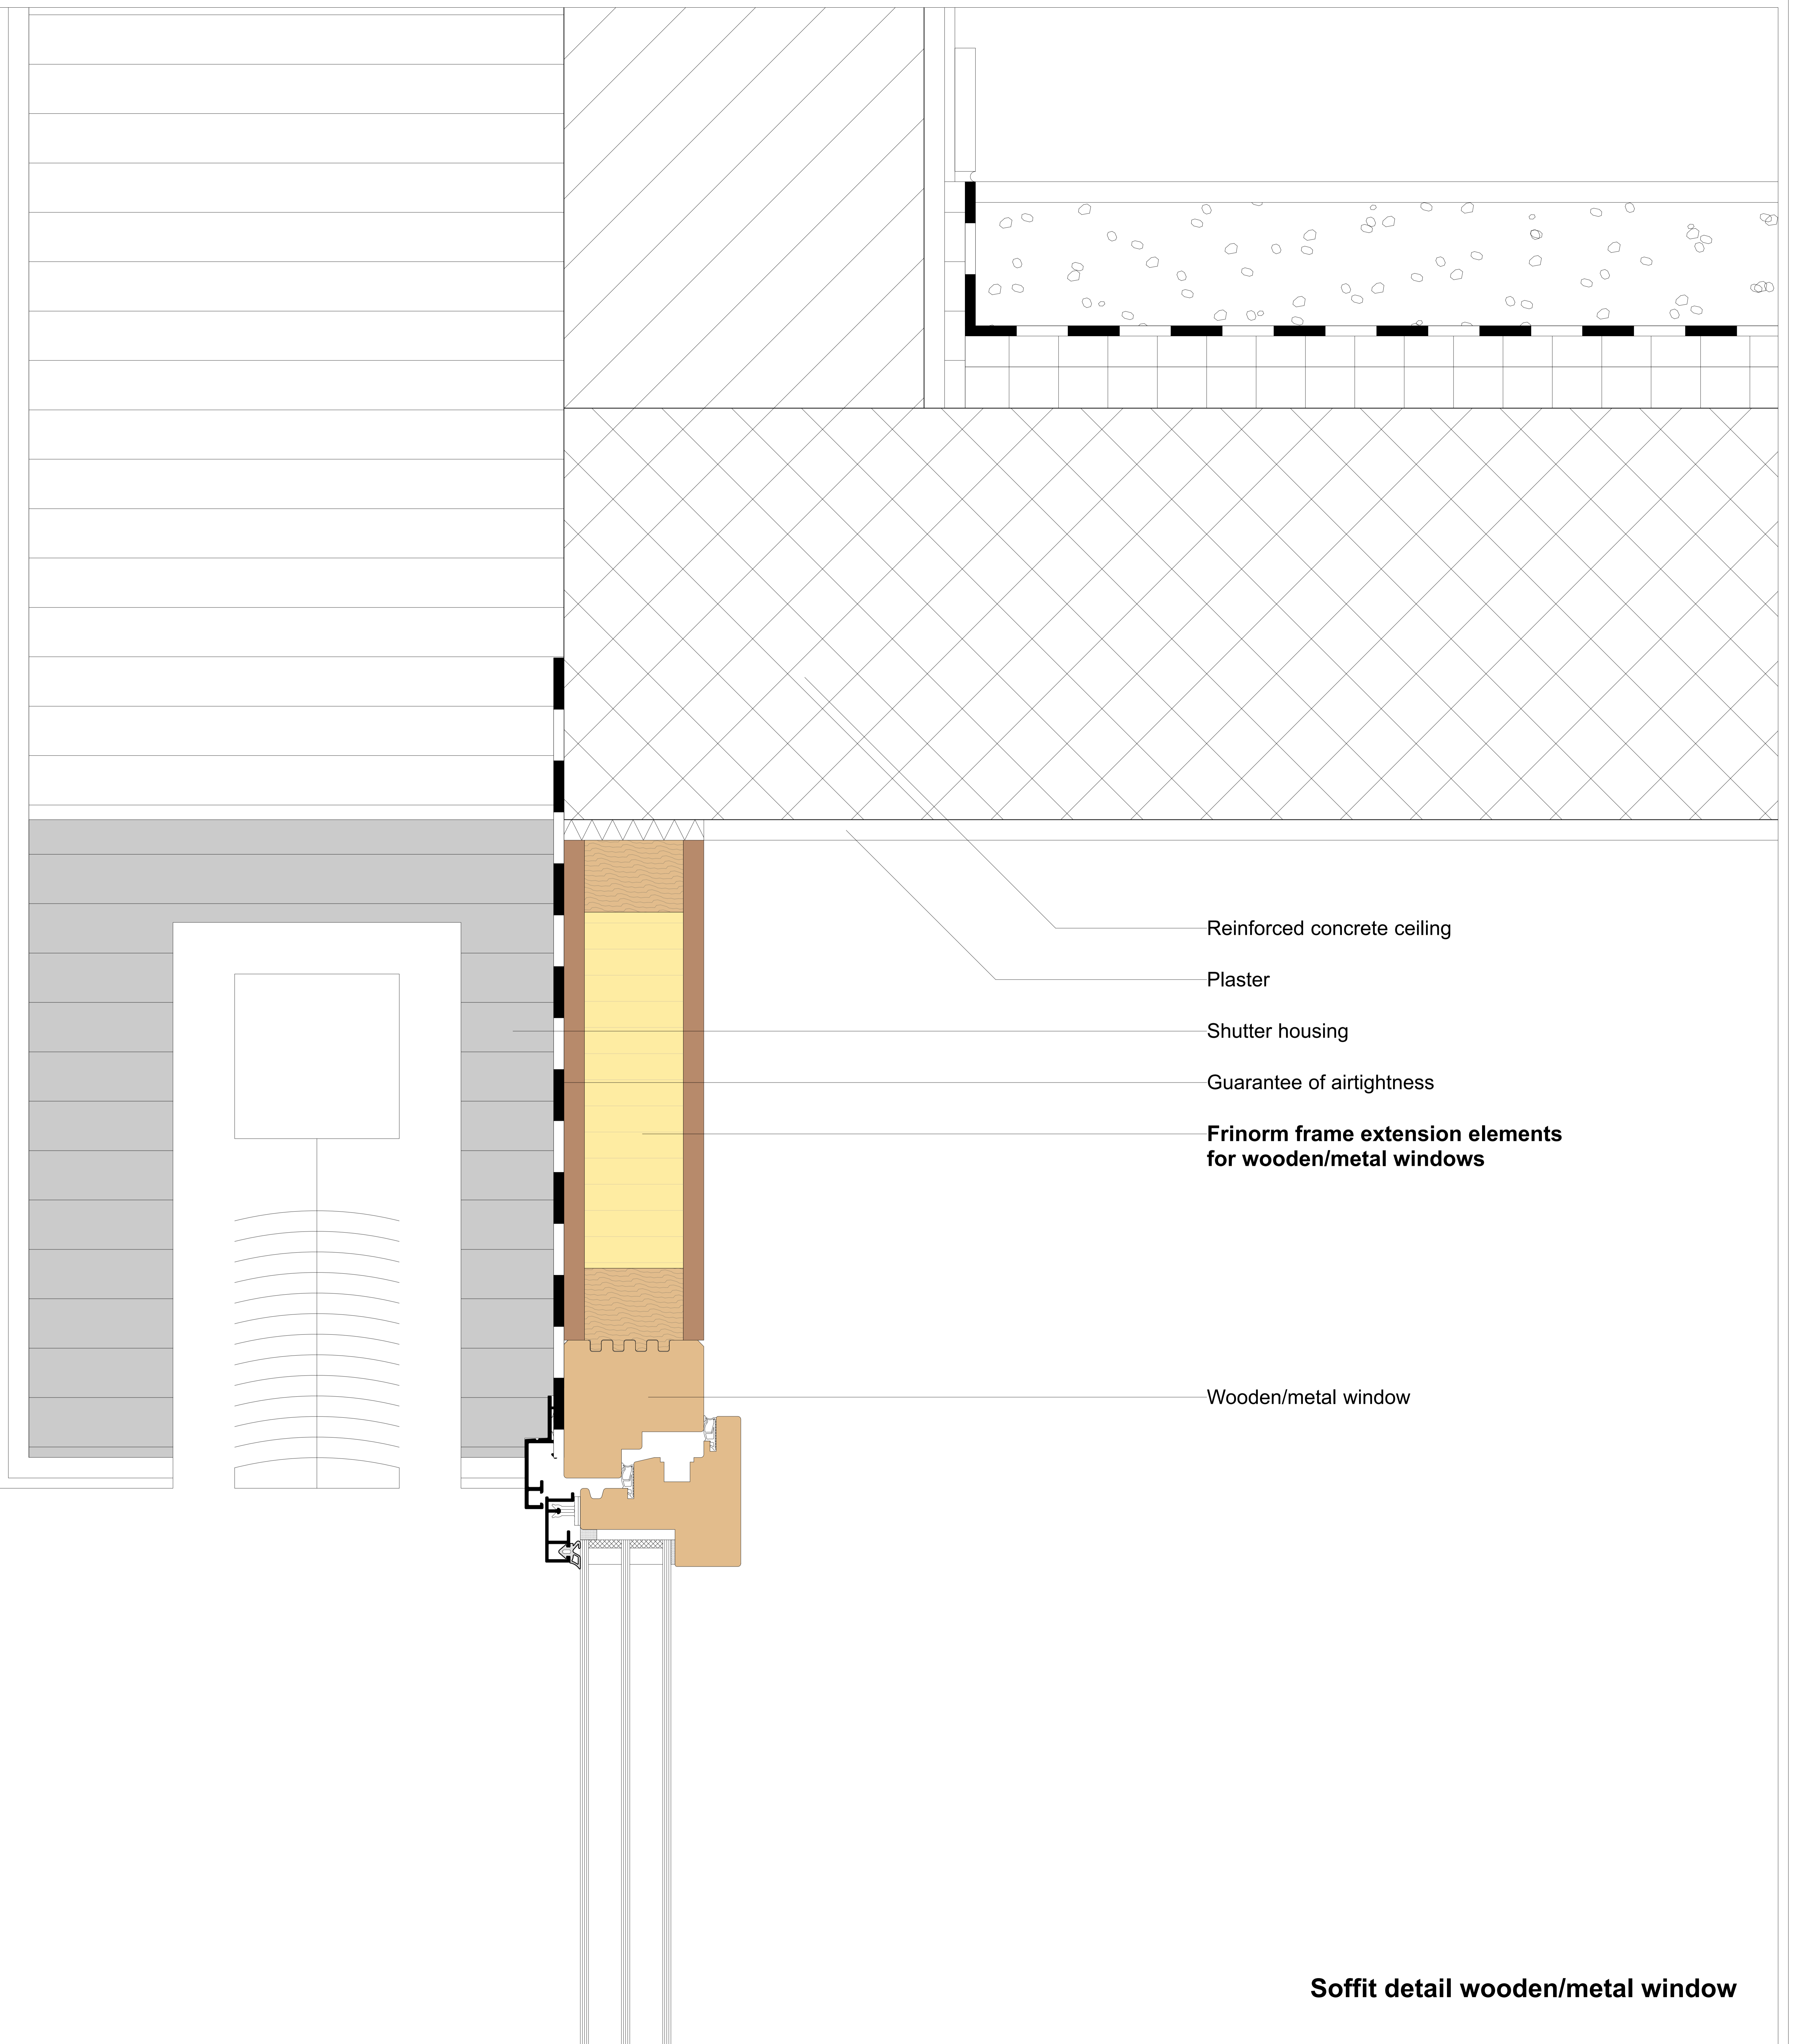 Reinforced concrete ceiling
Plaster
Shutter housing
Guarantee of airtightness
Frinorm frame extension elements
for wooden/metal windows
Wooden/metal window
Soffit detail wooden/metal window